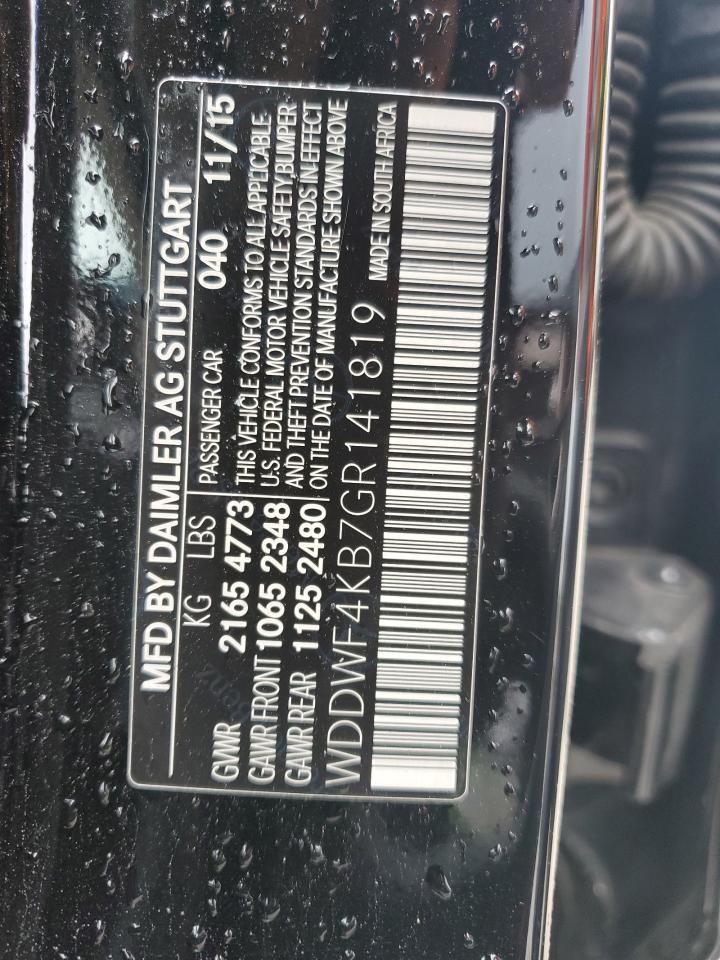 MFD BY DAIMLER AG STUTTGART
KG LBS PASSENGER CAR 040 11/15
GWR 2165 4773 THIS VEHICLE CONFORMS TO ALL APPLICABLE
GAWR FRONT 1065 2348 U.S. FEDERAL MOTOR VEHICLE SAFETY, BUMPER
GAWR REAR 1125 2480 AND THEFT PREVENTION STANDARDS IN EFFECT
ON THE DATE OF MANUFACTURE SHOWN ABOVE
WDDWF4KB7GR141819 MADE IN SOUTH AFRICA